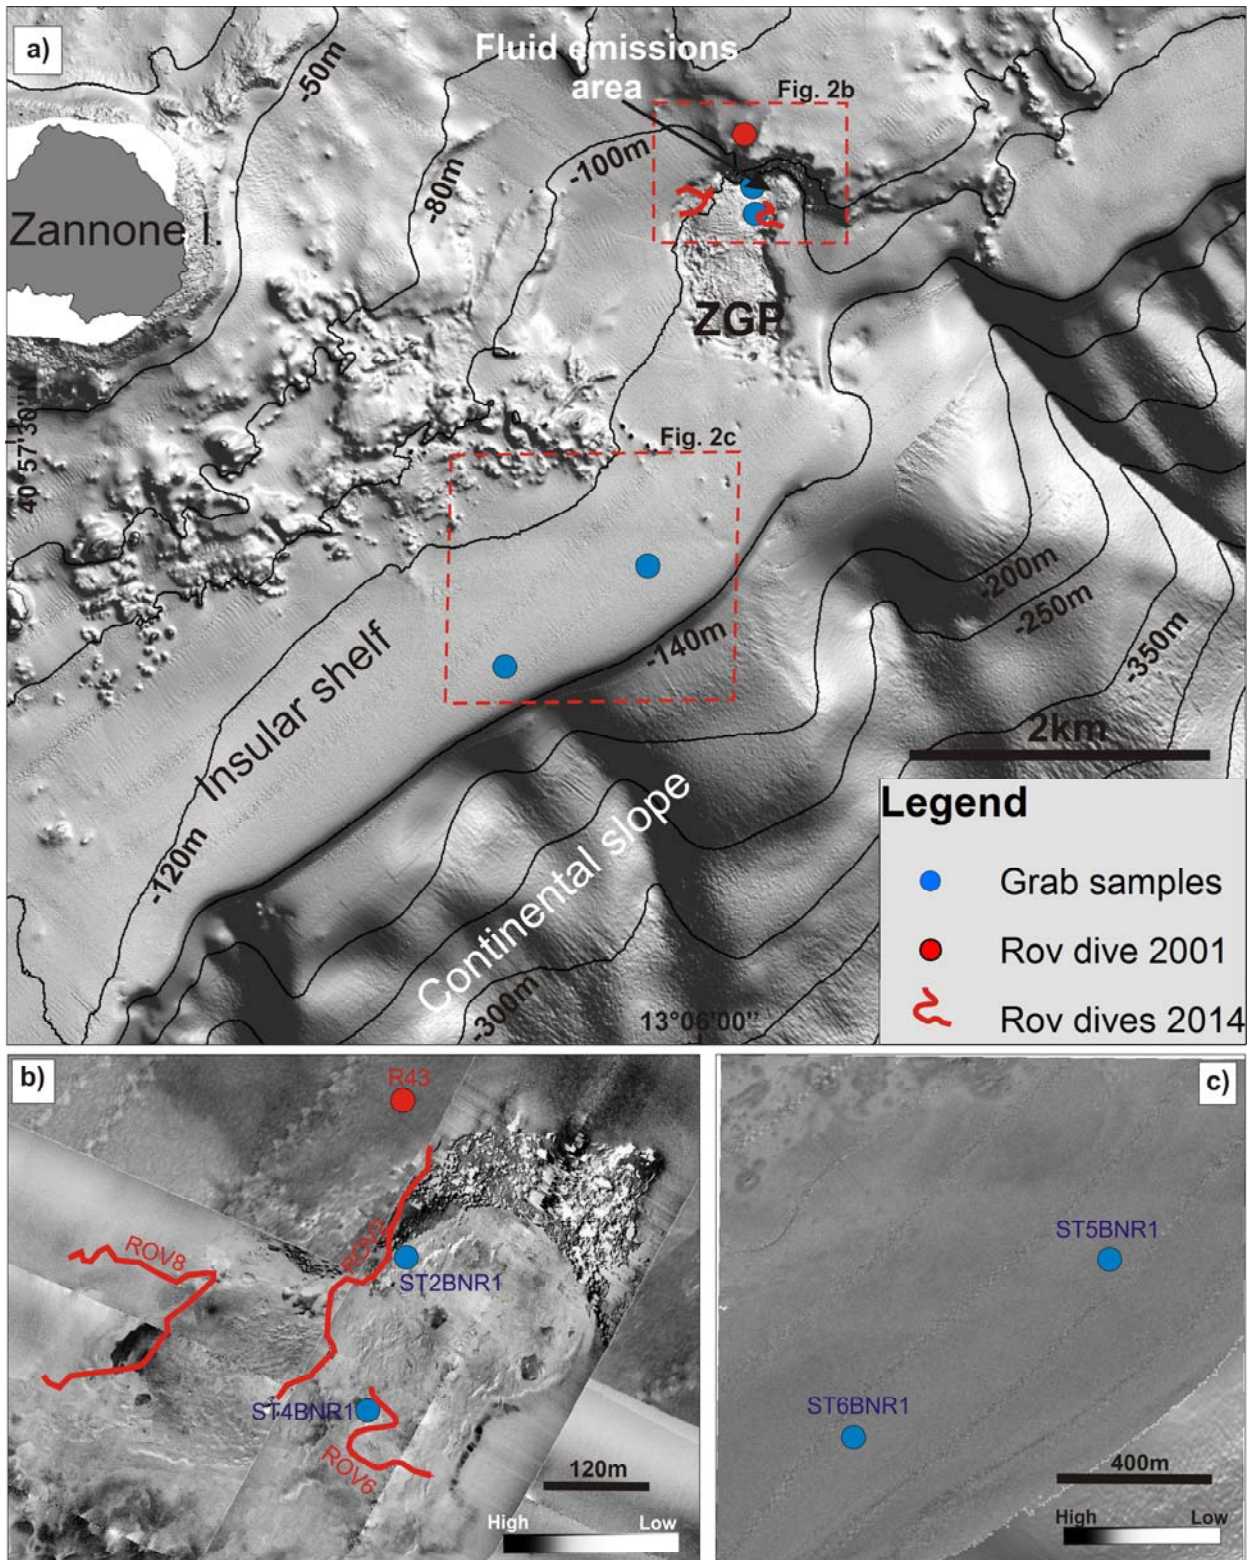 a)
Fluid emissions
area
Fig. 2b
-50m
-80m
-100m
Zannone I.
ZGP
40°57'30"N
Fig. 2c
-200m
-250m
-350m
-140m
Insular shelf
-120m
Continental slope
-300m
13°06'00"
2km
Legend
Grab samples
Rov dive 2001
Rov dives 2014
b)
R43
ROV8
ST2BNR1
ST4BNR1
ROV6
120m
High Low
c)
ST5BNR1
ST6BNR1
400m
High Low